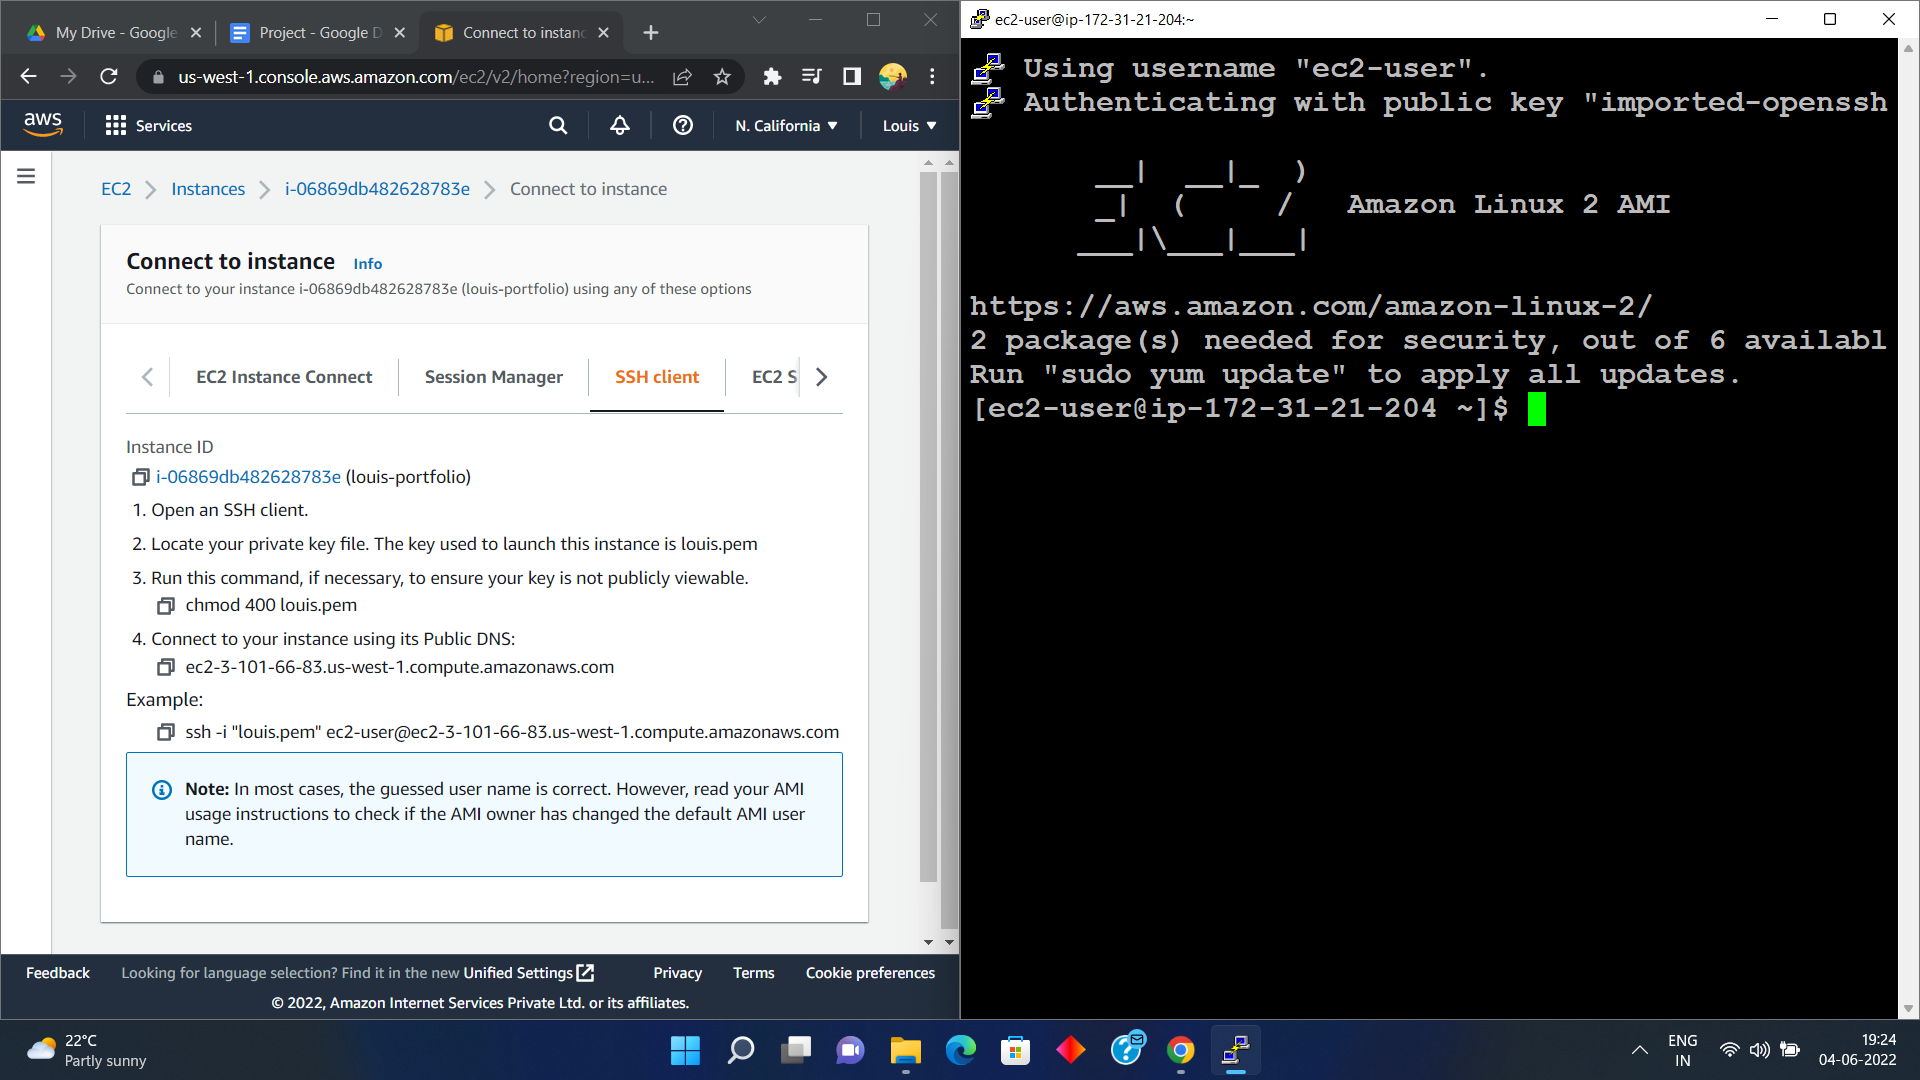 My Drive - Google
Project - Google D
Connect to instanc
us-west-1.console.aws.amazon.com/ec2/v2/home?region=u...
aws
Services
N. California
Louis
EC2
Instances
i-06869db482628783e
Connect to instance
Connect to instance
Info
Connect to your instance i-06869db482628783e (louis-portfolio) using any of these options
EC2 Instance Connect
Session Manager
SSH client
EC2 S
Instance ID
i-06869db482628783e (louis-portfolio)
1. Open an SSH client.
2. Locate your private key file. The key used to launch this instance is louis.pem
3. Run this command, if necessary, to ensure your key is not publicly viewable.
chmod 400 louis.pem
4. Connect to your instance using its Public DNS:
ec2-3-101-66-83.us-west-1.compute.amazonaws.com
Example:
ssh -i "louis.pem" ec2-user@ec2-3-101-66-83.us-west-1.compute.amazonaws.com
Note: In most cases, the guessed user name is correct. However, read your AMI
usage instructions to check if the AMI owner has changed the default AMI user
name.
Feedback
Looking for language selection? Find it in the new Unified Settings
Privacy
Terms
Cookie preferences
© 2022, Amazon Internet Services Private Ltd. or its affiliates.
ec2-user@ip-172-31-21-204:~
Using username "ec2-user".
Authenticating with public key "imported-openssh
__|  __|_  )
_|  (     /   Amazon Linux 2 AMI
___|\___|___|
https://aws.amazon.com/amazon-linux-2/
2 package(s) needed for security, out of 6 availabl
Run "sudo yum update" to apply all updates.
[ec2-user@ip-172-31-21-204 ~]$
22°C
Partly sunny
ENG
IN
19:24
04-06-2022